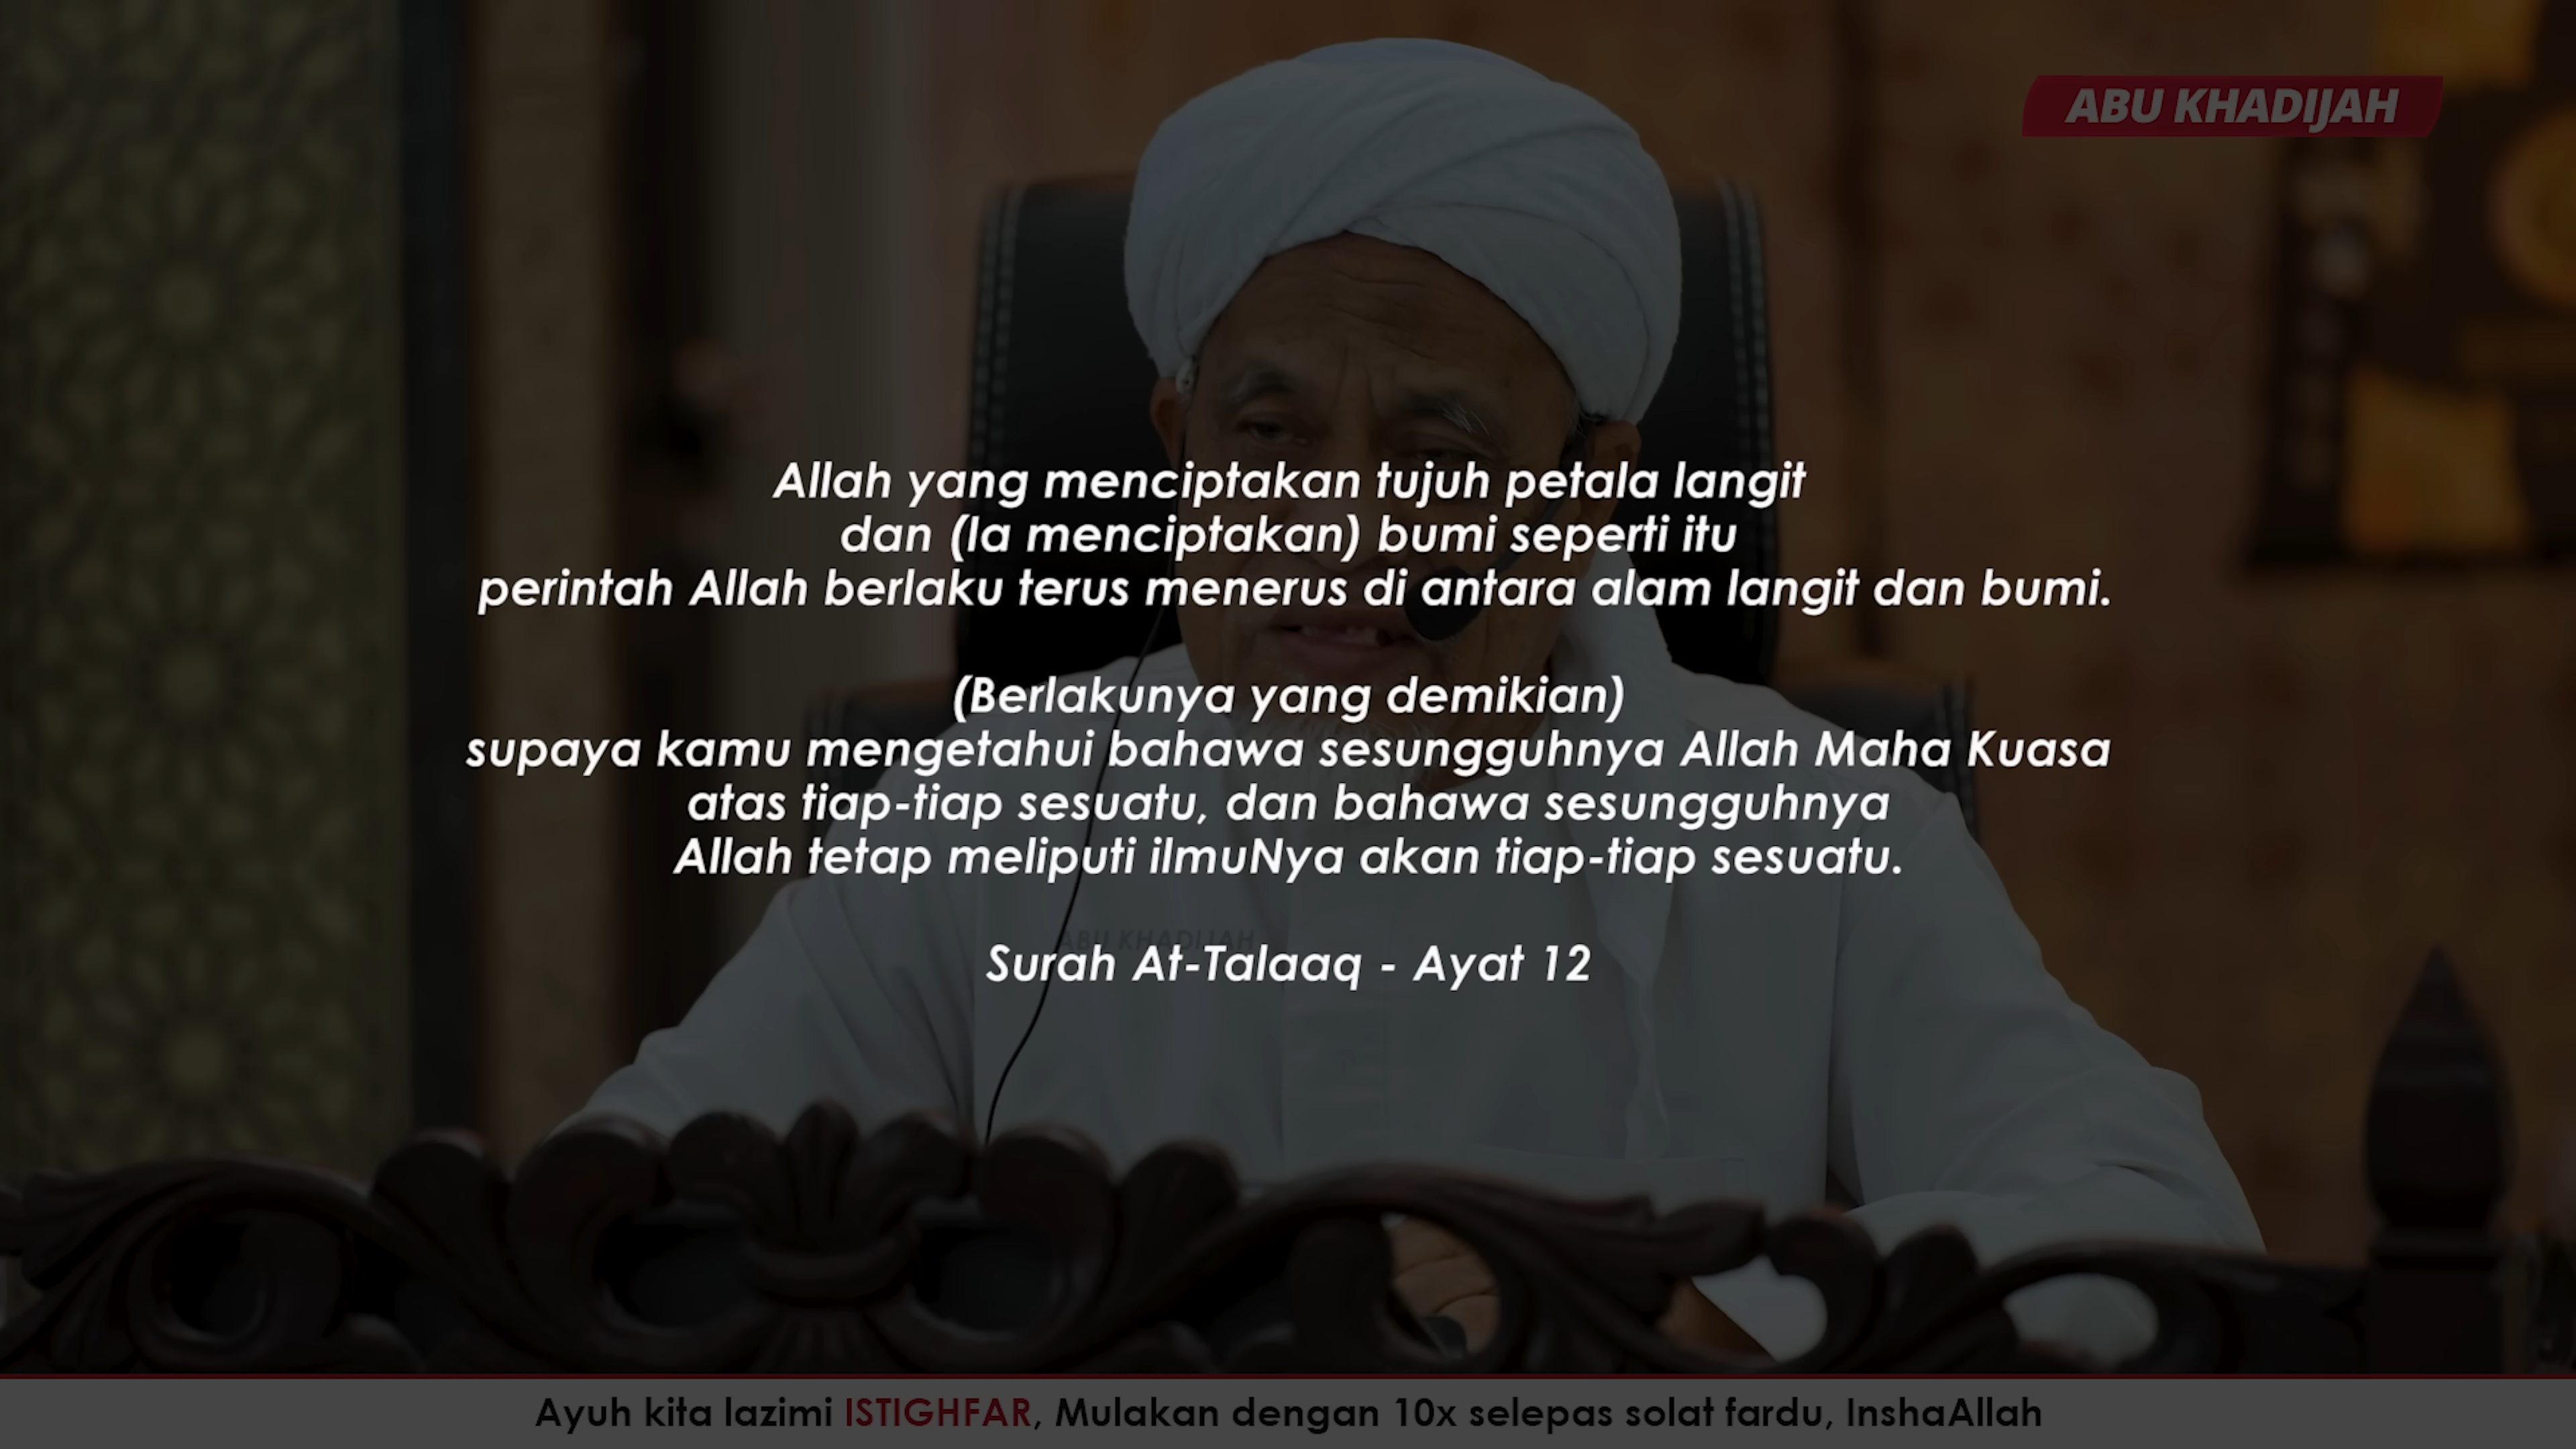 ABU KHADIJAH
Allah yang menciptakan tujuh petala langit
dan (Ia menciptakan) bumi seperti itu
perintah Allah berlaku terus menerus di antara alam langit dan bumi.
(Berlakunya yang demikian)
supaya kamu mengetahui bahawa sesungguhnya Allah Maha Kuasa
atas tiap-tiap sesuatu, dan bahawa sesungguhnya
Allah tetap meliputi ilmuNya akan tiap-tiap sesuatu.
ABU KHADIJAH
Surah At-Talaaq - Ayat 12
Ayuh kita lazimi ISTIGHFAR, Mulakan dengan 10x selepas solat fardu, InshaAllah